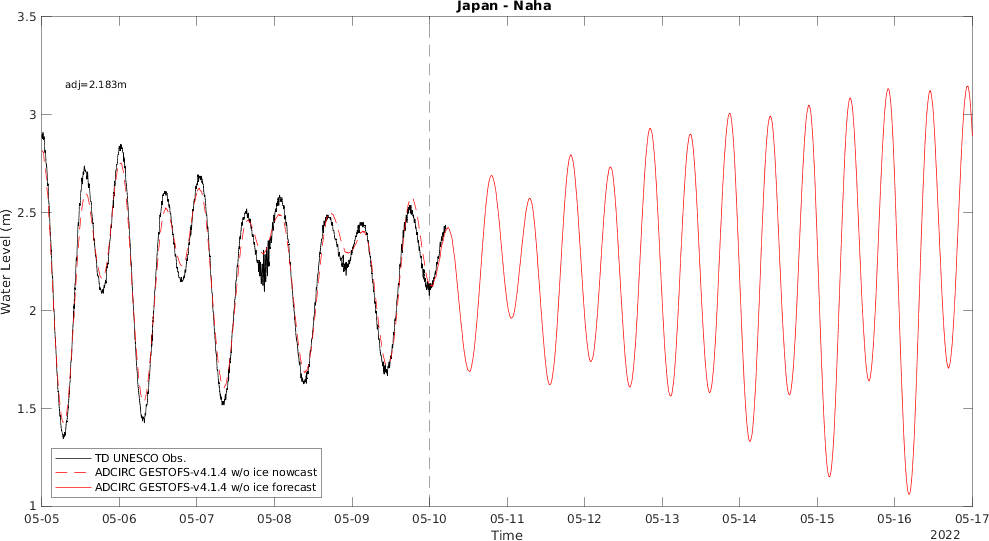 Japan - Naha
3.5
adj=2.183m
3
2.5
Water Level (m)
2
1.5
TD UNESCO Obs.
ADCIRC GESTOFS-v4.1.4 w/o ice nowcast
ADCIRC GESTOFS-v4.1.4 w/o ice forecast
1
05-05 05-06 05-07 05-08 05-09 05-10 05-11 05-12 05-13 05-14 05-15 05-16 05-17
Time
2022